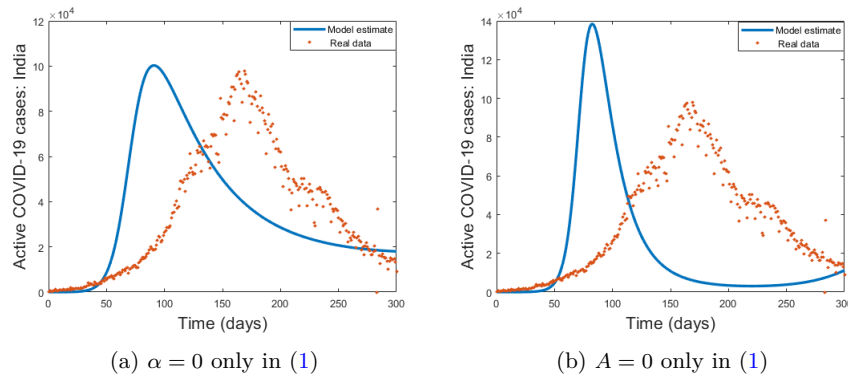 ×10⁴
12
10
8
6
4
2
0
0 50 100 150 200 250 300
Active COVID-19 cases: India
Time (days)
Model estimate
Real data
(a) α = 0 only in (1)
×10⁴
14
12
10
8
6
4
2
0
0 50 100 150 200 250 300
Active COVID-19 cases: India
Time (days)
Model estimate
Real data
(b) A = 0 only in (1)